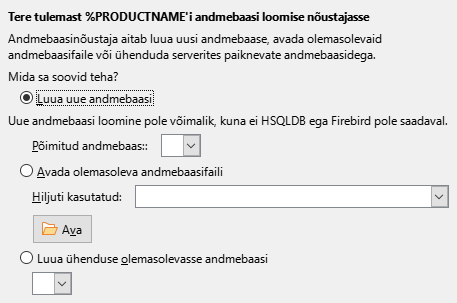 Tere tulemast %PRODUCTNAME'i andmebaasi loomise nõustajasse
Andmebaasinõustaja aitab luua uusi andmebaase, avada olemasolevaid
andmebaasifaile või ühenduda serverites paiknevate andmebaasidega.
Mida sa soovid teha?
Luua uue andmebaasi
Uue andmebaasi loomine pole võimalik, kuna ei HSQLDB ega Firebird pole saadaval.
Põimitud andmebaas::
Avada olemasoleva andmebaasifaili
Hiljuti kasutatud:
Ava
Luua ühenduse olemasolevasse andmebaasi